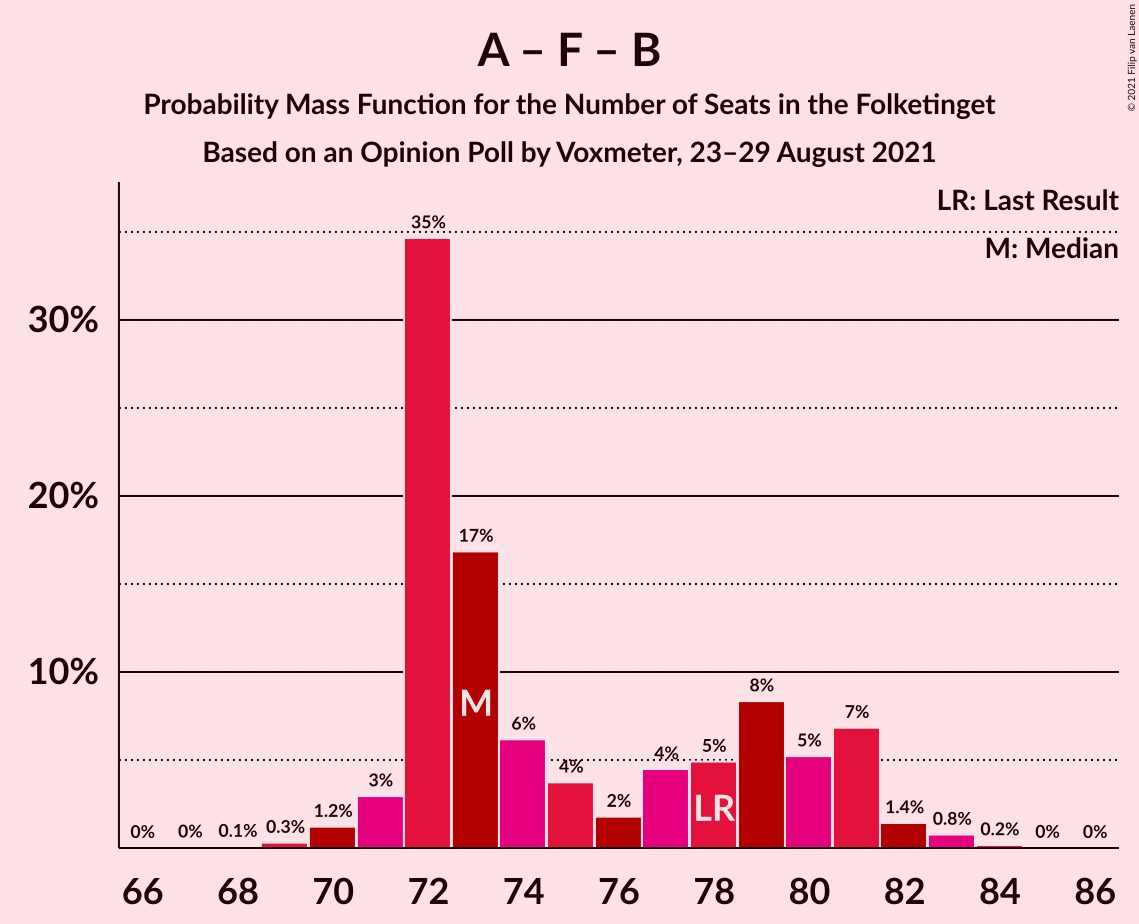 A – F – B
Probability Mass Function for the Number of Seats in the Folketinget
Based on an Opinion Poll by Voxmeter, 23–29 August 2021
© 2021 Filip van Laenen
LR: Last Result
M: Median
30%
20%
10%
0%
0%
0.1%
0.3%
1.2%
3%
35%
17%
6%
4%
2%
4%
5%
8%
5%
7%
1.4%
0.8%
0.2%
0%
0%
M
LR
66 68 70 72 74 76 78 80 82 84 86